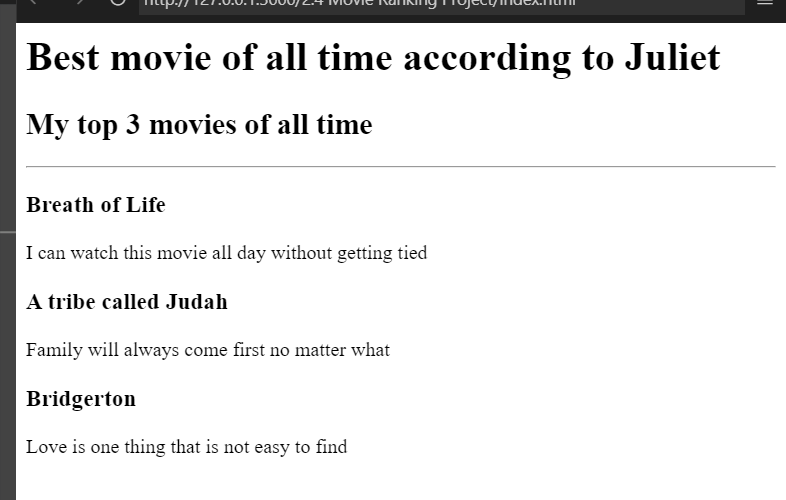 http://127.0.0.1:3000/2.4 Movie Ranking Project/index.html
Best movie of all time according to Juliet
My top 3 movies of all time
Breath of Life
I can watch this movie all day without getting tied
A tribe called Judah
Family will always come first no matter what
Bridgerton
Love is one thing that is not easy to find